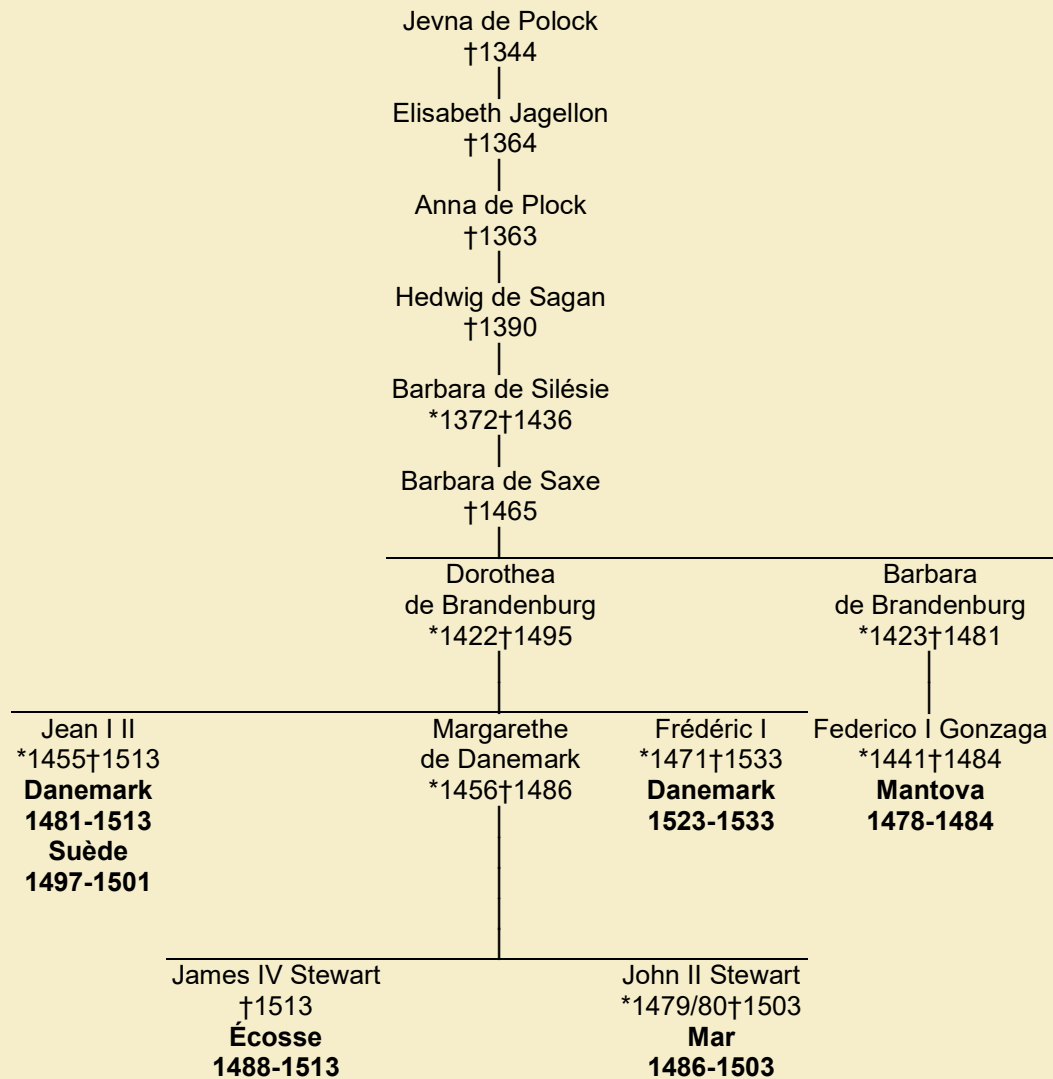 Jevna de Polock
†1344
Elisabeth Jagellon
†1364
Anna de Plock
†1363
Hedwig de Sagan
†1390
Barbara de Silésie
*1372†1436
Barbara de Saxe
†1465
Dorothea
de Brandenburg
*1422†1495
Barbara
de Brandenburg
*1423†1481
Jean I II
*1455†1513
Danemark
1481-1513
Suède
1497-1501
Margarethe
de Danemark
*1456†1486
Frédéric I
*1471†1533
Danemark
1523-1533
Federico I Gonzaga
*1441†1484
Mantova
1478-1484
James IV Stewart
†1513
Écosse
1488-1513
John II Stewart
*1479/80†1503
Mar
1486-1503